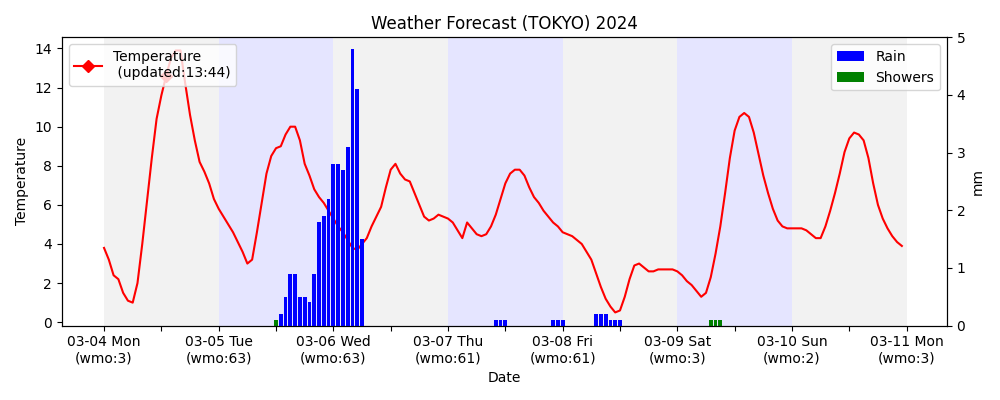 Weather Forecast (TOKYO) 2024
Temperature
(updated:13:44)
Rain
Showers
14
12
10
8
6
4
2
0
Temperature
5
4
3
2
1
0
mm
03-04 Mon
(wmo:3)
03-05 Tue
(wmo:63)
03-06 Wed
(wmo:63)
03-07 Thu
(wmo:61)
03-08 Fri
(wmo:61)
03-09 Sat
(wmo:3)
03-10 Sun
(wmo:2)
03-11 Mon
(wmo:3)
Date